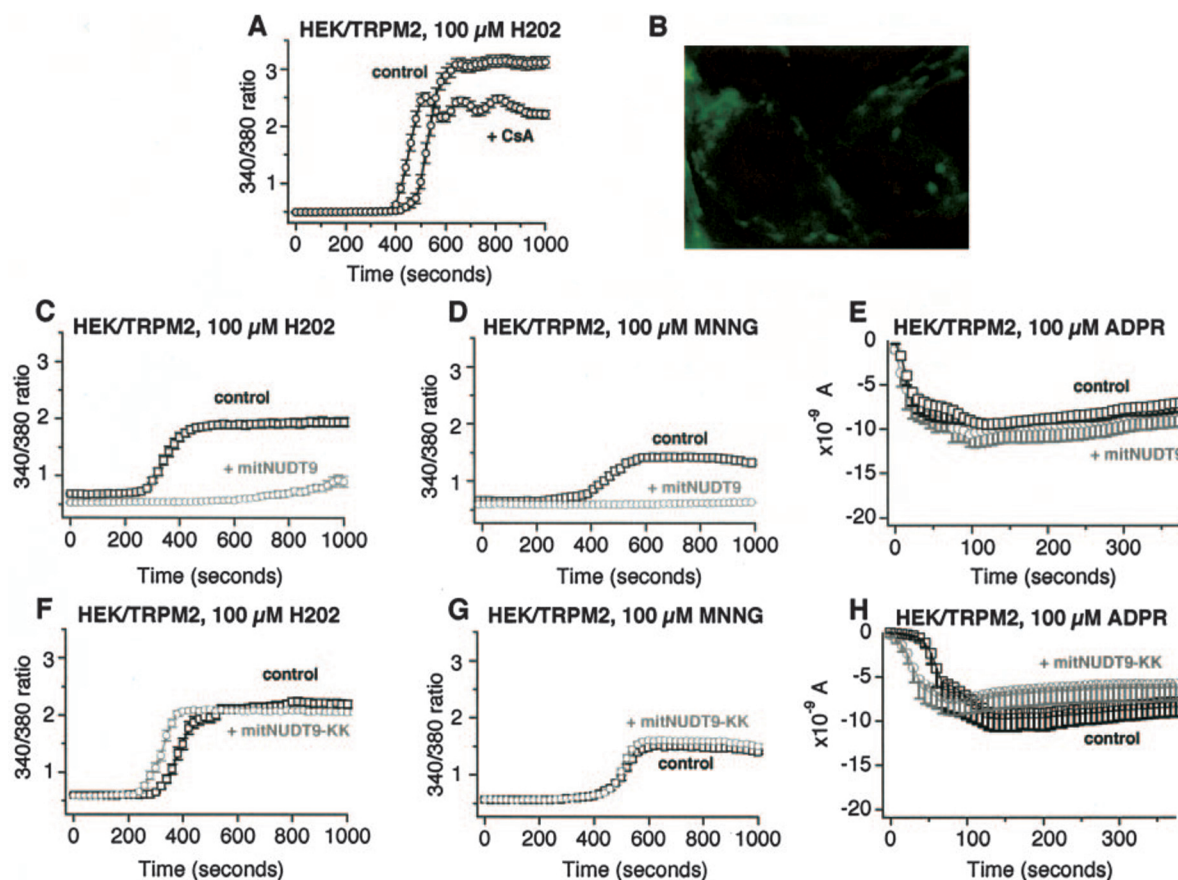 A
HEK/TRPM2, 100 µM H202
B
340/380 ratio
3
2
1
control
+ CsA
0 200 400 600 800 1000
Time (seconds)
C
HEK/TRPM2, 100 µM H202
340/380 ratio
3
2
1
control
+ mitNUDT9
0 200 400 600 800 1000
Time (seconds)
D
HEK/TRPM2, 100 µM MNNG
340/380 ratio
3
2
1
control
+ mitNUDT9
0 200 400 600 800 1000
Time (seconds)
E
HEK/TRPM2, 100 µM ADPR
x10-9 A
0
-5
-10
-15
-20
control
+ mitNUDT9
0 100 200 300
Time (seconds)
F
HEK/TRPM2, 100 µM H202
340/380 ratio
3
2
1
control
+ mitNUDT9-KK
0 200 400 600 800 1000
Time (seconds)
G
HEK/TRPM2, 100 µM MNNG
340/380 ratio
3
2
1
+ mitNUDT9-KK
control
0 200 400 600 800 1000
Time (seconds)
H
HEK/TRPM2, 100 µM ADPR
x10-9 A
0
-5
-10
-15
-20
+ mitNUDT9-KK
control
0 100 200 300
Time (seconds)